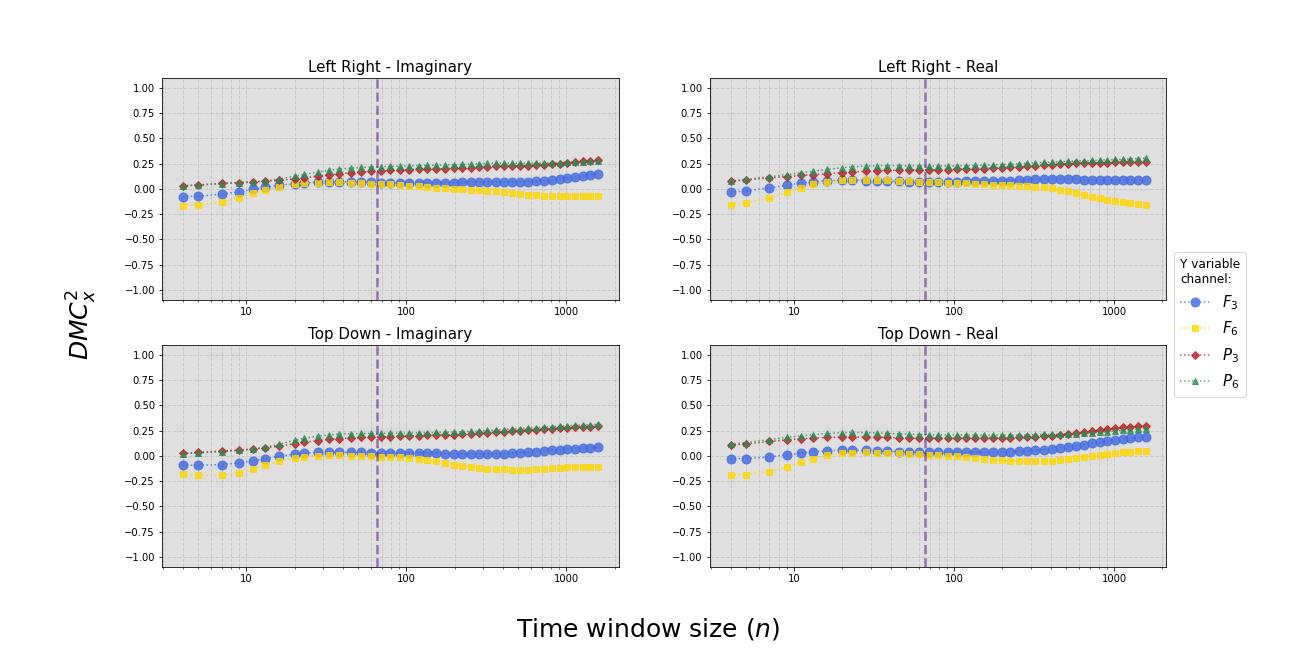 Left Right - Imaginary
1.00
0.75
0.50
0.25
0.00
−0.25
−0.50
−0.75
−1.00
10 100 1000
Left Right - Real
1.00
0.75
0.50
0.25
0.00
−0.25
−0.50
−0.75
−1.00
10 100 1000
Top Down - Imaginary
1.00
0.75
0.50
0.25
0.00
−0.25
−0.50
−0.75
−1.00
10 100 1000
Top Down - Real
1.00
0.75
0.50
0.25
0.00
−0.25
−0.50
−0.75
−1.00
10 100 1000
Y variable
channel:
F₃
F₆
P₃
P₆
DMC²ₓ
Time window size (n)